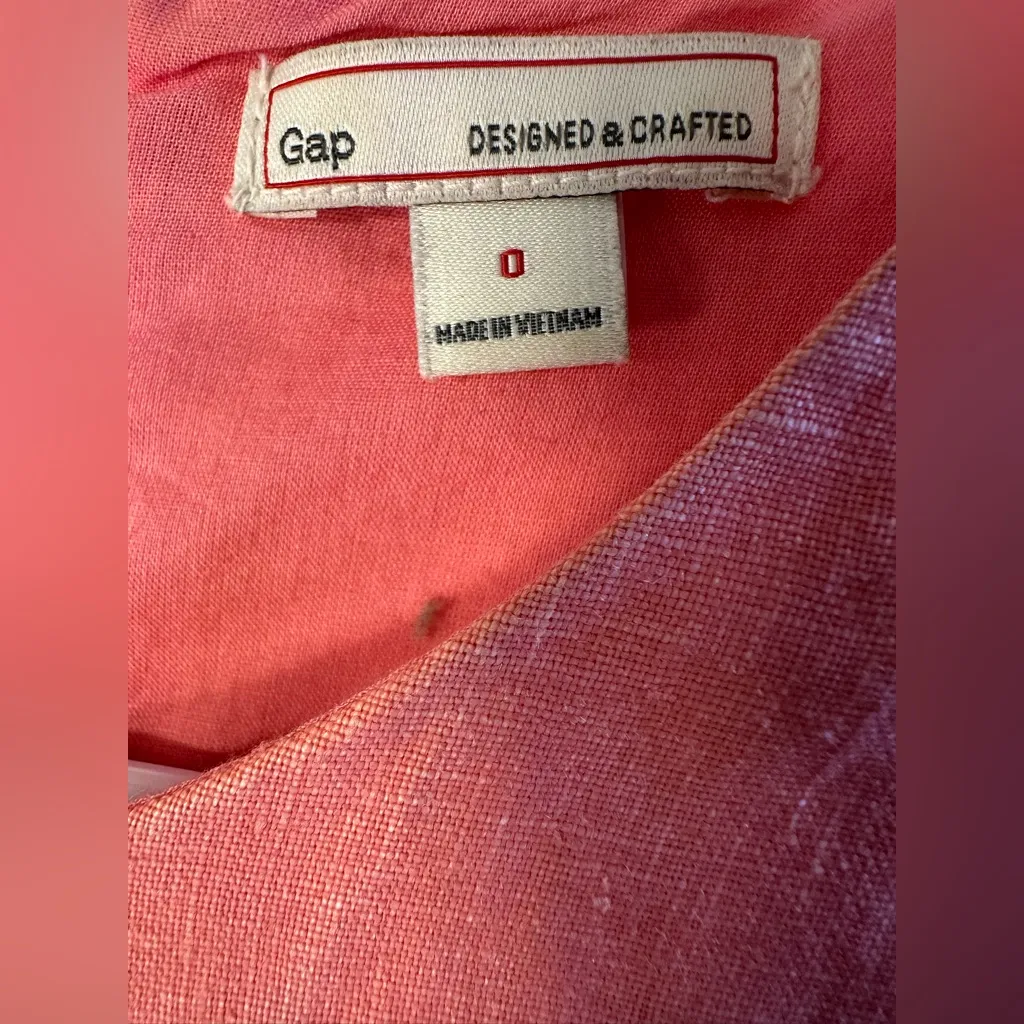 Gap DESIGNED & CRAFTED
0
MADE IN VIETNAM